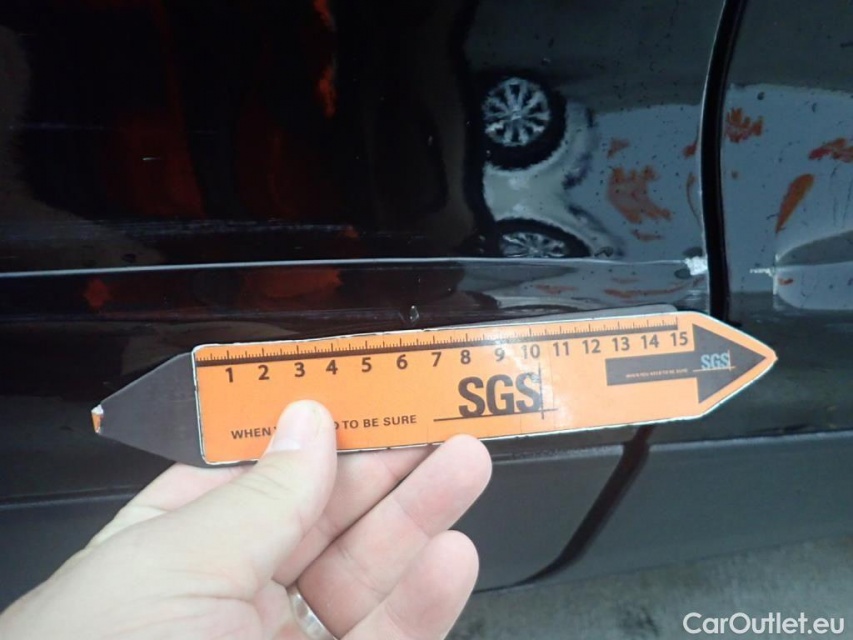 1 2 3 4 5 6 7 8 9 10 11 12 13 14 15
SGS
SGS
WHEN TO BE SURE
CarOutlet.eu